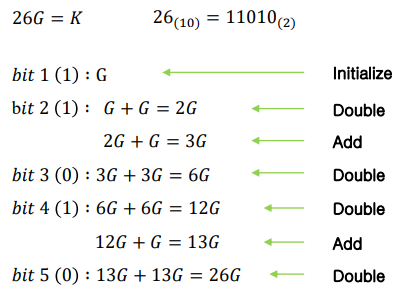 26G = K 26₍₁₀₎ = 11010₍₂₎
bit 1 (1) : G Initialize
bit 2 (1) : G + G = 2G Double
2G + G = 3G Add
bit 3 (0) : 3G + 3G = 6G Double
bit 4 (1) : 6G + 6G = 12G Double
12G + G = 13G Add
bit 5 (0) : 13G + 13G = 26G Double